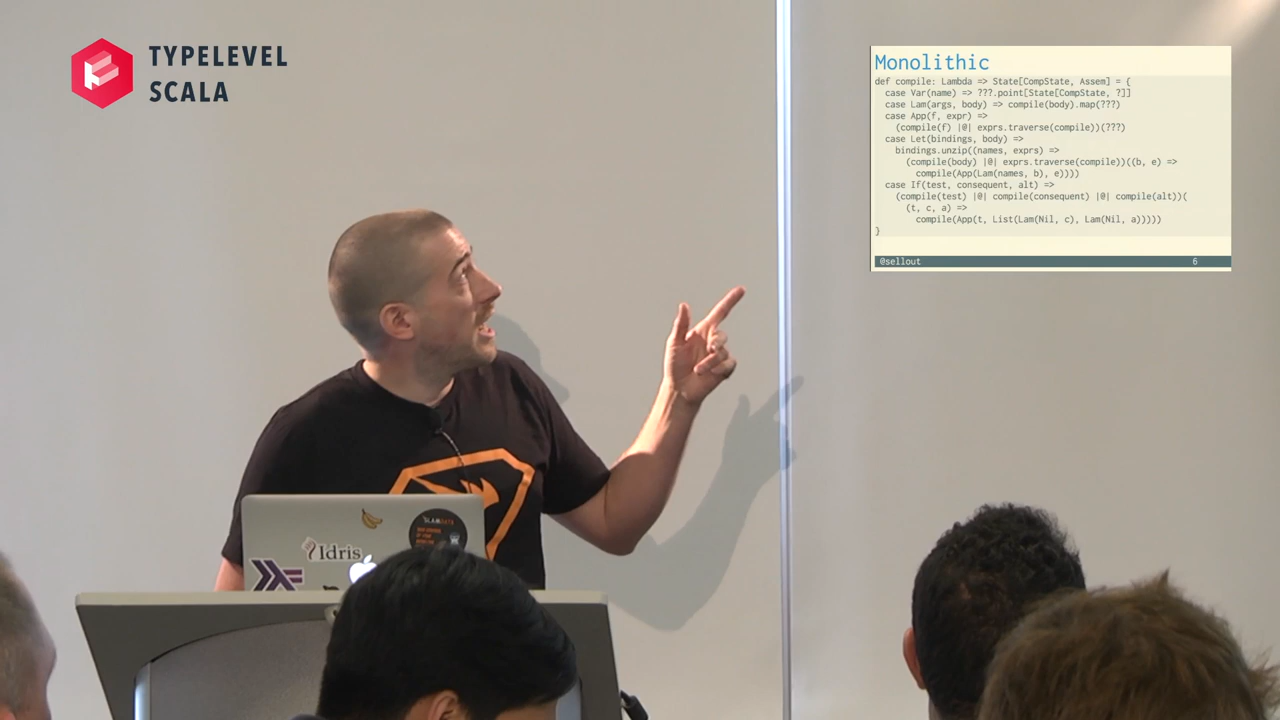 TYPELEVEL
SCALA
Monolithic
def compile: Lambda => State[CompState, Assem] = {
  case Var(name) => ???.point[State[CompState, ?]]
  case Lam(args, body) => compile(body).map(???)
  case App(f, expr) =>
    (compile(f) |@| exprs.traverse(compile))(???)
  case Let(bindings, body) =>
    bindings.unzip((names, exprs) =>
      (compile(body) |@| exprs.traverse(compile))((b, e) =>
        compile(App(Lam(names, b), e))))
  case If(test, consequent, alt) =>
    (compile(test) |@| compile(consequent) |@| compile(alt))(
      (t, c, a) =>
        compile(App(t, List(Lam(Nil, c), Lam(Nil, a)))))
}
@sellout 6
SLAMDATA
Idris